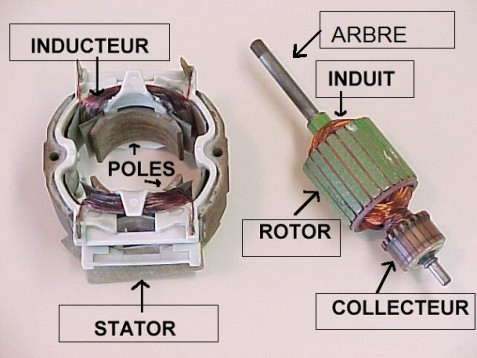 INDUCTEUR
ARBRE
INDUIT
POLES
ROTOR
COLLECTEUR
STATOR